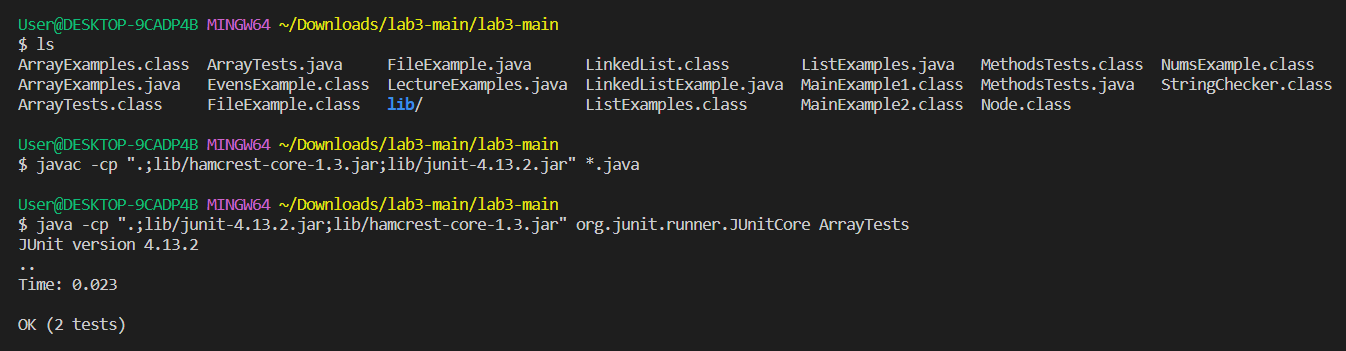 User@DESKTOP-9CADP4B MINGW64 ~/Downloads/lab3-main/lab3-main
$ ls
ArrayExamples.class  ArrayTests.java     FileExample.java      LinkedList.class        ListExamples.java   MethodsTests.class  NumsExample.class
ArrayExamples.java   EvensExample.class  LectureExamples.java  LinkedListExample.java  MainExample1.class  MethodsTests.java   StringChecker.class
ArrayTests.class     FileExample.class   lib/                  ListExamples.class      MainExample2.class  Node.class
User@DESKTOP-9CADP4B MINGW64 ~/Downloads/lab3-main/lab3-main
$ javac -cp ".;lib/hamcrest-core-1.3.jar;lib/junit-4.13.2.jar" *.java
User@DESKTOP-9CADP4B MINGW64 ~/Downloads/lab3-main/lab3-main
$ java -cp ".;lib/junit-4.13.2.jar;lib/hamcrest-core-1.3.jar" org.junit.runner.JUnitCore ArrayTests
JUnit version 4.13.2
..
Time: 0.023
OK (2 tests)